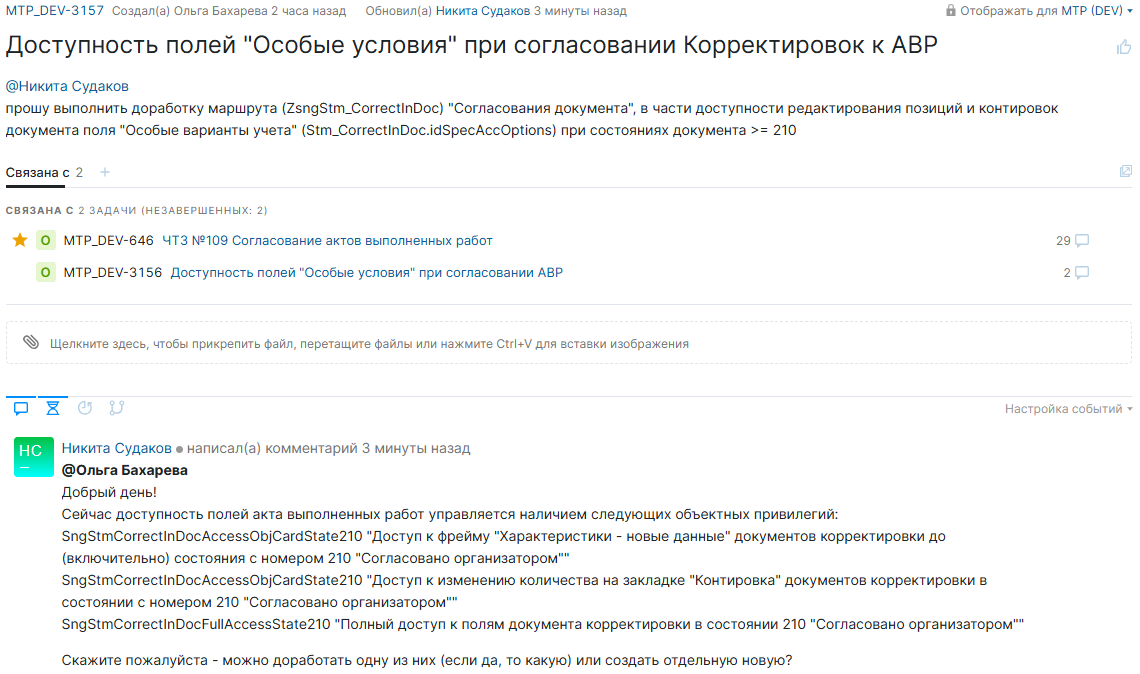 MTP_DEV-3157 Создал(а) Ольга Бахарева 2 часа назад Обновил(а) Никита Судаков 3 минуты назад Отображать для MTP (DEV)
Доступность полей "Особые условия" при согласовании Корректировок к АВР
@Никита Судаков
прошу выполнить доработку маршрута (ZsngStm_CorrectInDoc) "Согласования документа", в части доступности редактирования позиций и контировок
документа поля "Особые варианты учета" (Stm_CorrectInDoc.idSpecAccOptions) при состояниях документа >= 210
Связана с 2 +
СВЯЗАНА С 2 ЗАДАЧИ (НЕЗАВЕРШЕННЫХ: 2)
О MTP_DEV-646 ЧТЗ №109 Согласование актов выполненных работ 29
О MTP_DEV-3156 Доступность полей "Особые условия" при согласовании АВР 2
Щелкните здесь, чтобы прикрепить файл, перетащите файлы или нажмите Ctrl+V для вставки изображения
Настройка событий
НС
Никита Судаков написал(а) комментарий 3 минуты назад
@Ольга Бахарева
Добрый день!
Сейчас доступность полей акта выполненных работ управляется наличием следующих объектных привилегий:
SngStmCorrectInDocAccessObjCardState210 "Доступ к фрейму "Характеристики - новые данные" документов корректировки до
(включительно) состояния с номером 210 "Согласовано организатором""
SngStmCorrectInDocAccessObjCardState210 "Доступ к изменению количества на закладке "Контировка" документов корректировки в
состоянии с номером 210 "Согласовано организатором""
SngStmCorrectInDocFullAccessState210 "Полный доступ к полям документа корректировки в состоянии 210 "Согласовано организатором""
Скажите пожалуйста - можно доработать одну из них (если да, то какую) или создать отдельную новую?